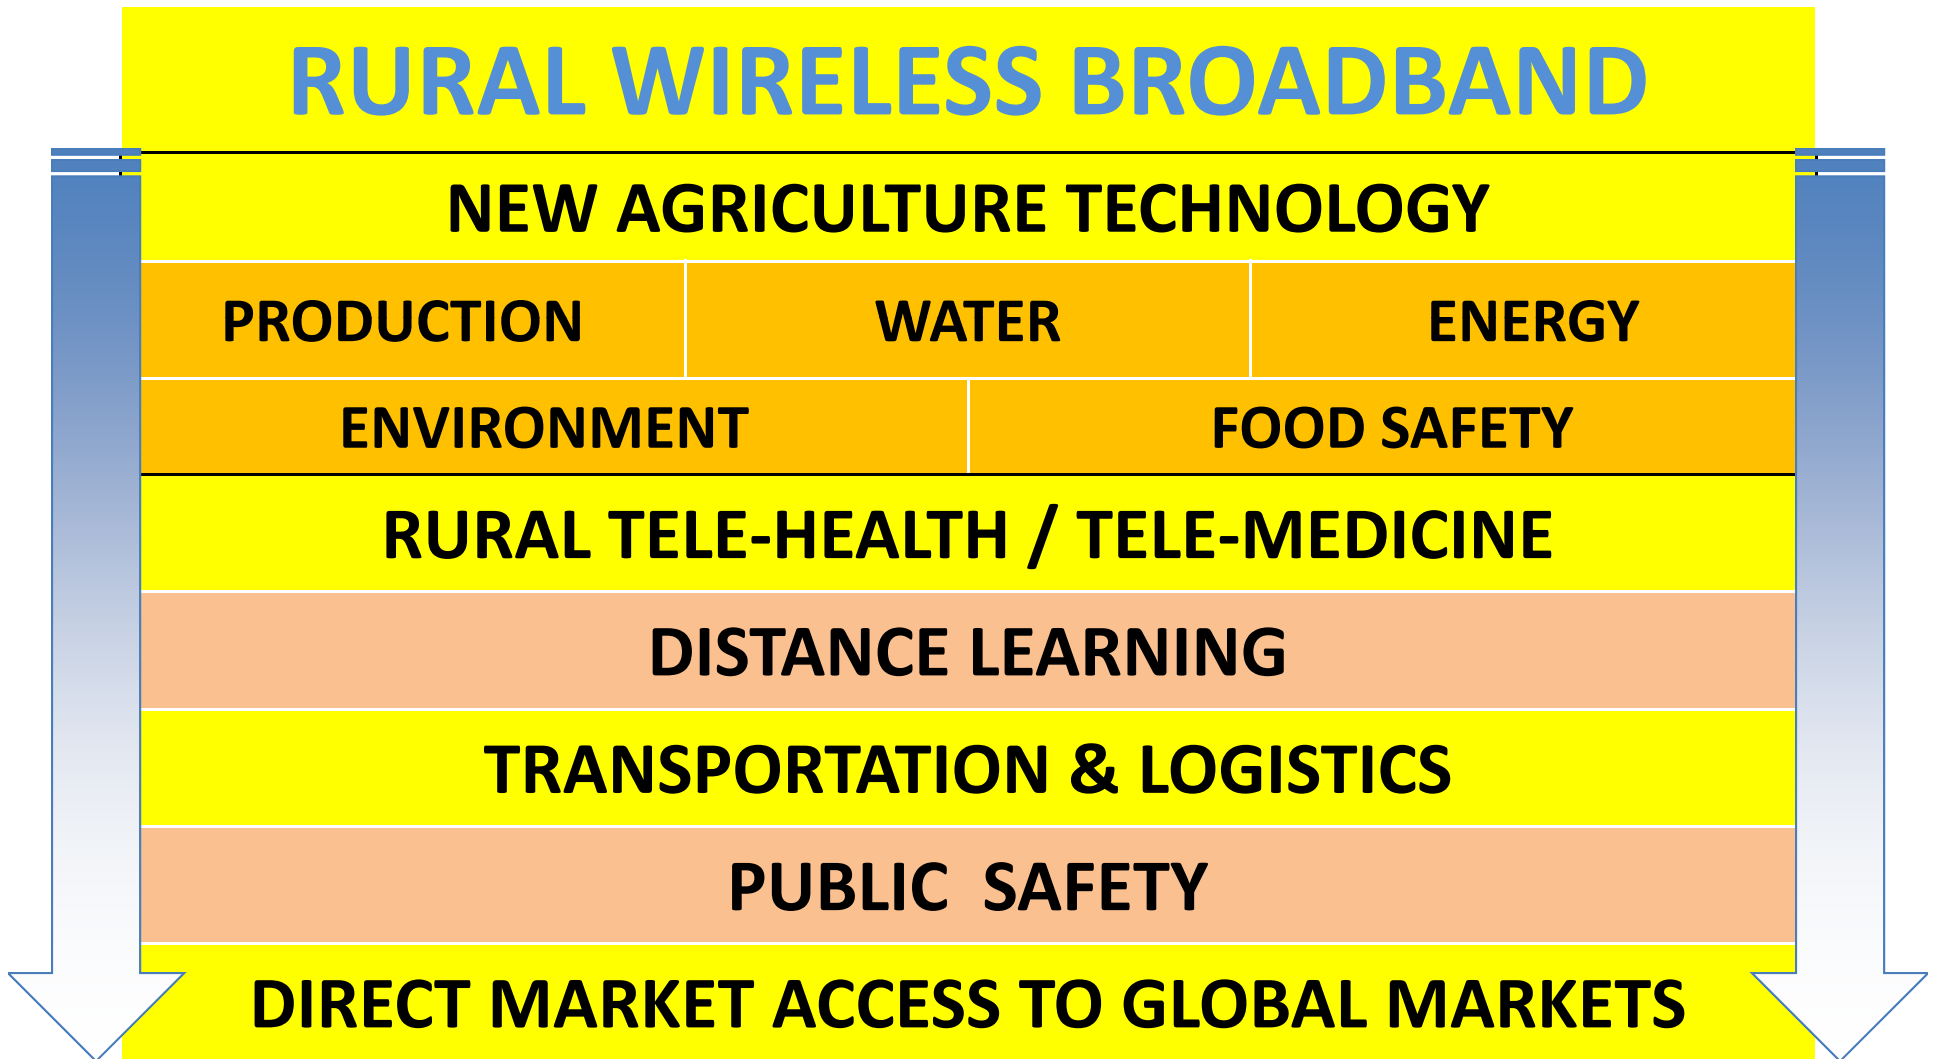 RURAL WIRELESS BROADBAND
NEW AGRICULTURE TECHNOLOGY
PRODUCTION
WATER
ENERGY
ENVIRONMENT
FOOD SAFETY
RURAL TELE-HEALTH / TELE-MEDICINE
DISTANCE LEARNING
TRANSPORTATION & LOGISTICS
PUBLIC  SAFETY
DIRECT MARKET ACCESS TO GLOBAL MARKETS